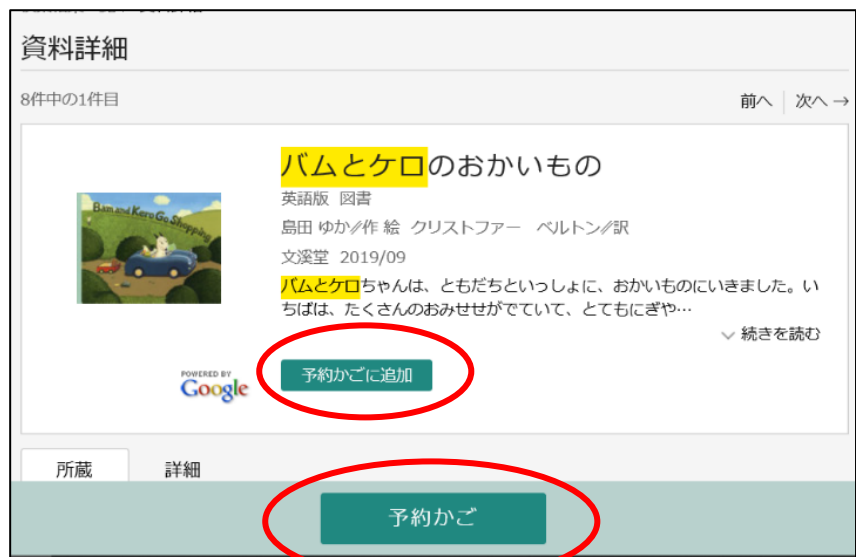 資料詳細
8件中の1件目
前へ 次へ →
バムとケロのおかいもの
英語版 図書
島田 ゆか∥作 絵 クリストファー ベルトン∥訳
文溪堂 2019/09
バムとケロちゃんは、ともだちといっしょに、おかいものにいきました。い
ちばは、たくさんのおみせせがでていて、とてもにぎや…
続きを読む
Bam and Kero Go Shopping
POWERED BY
Google
予約かごに追加
所蔵 詳細
予約かご